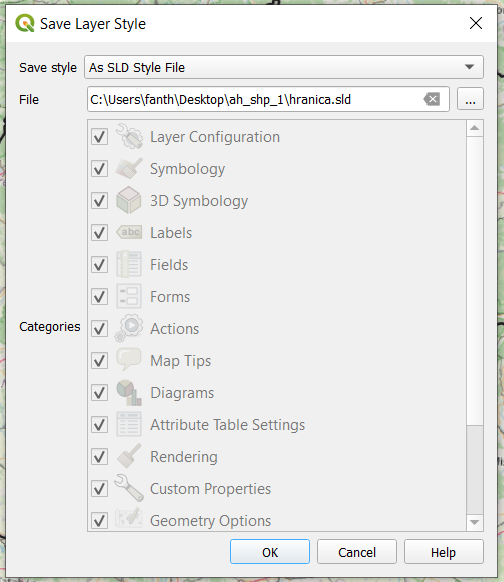 Save Layer Style
Save style As SLD Style File
File C:\Users\fanth\Desktop\ah_shp_1\hranica.sld ...
Categories
Layer Configuration
Symbology
3D Symbology
abc Labels
Fields
Forms
Actions
Map Tips
Diagrams
Attribute Table Settings
Rendering
Custom Properties
Geometry Options
OK Cancel Help